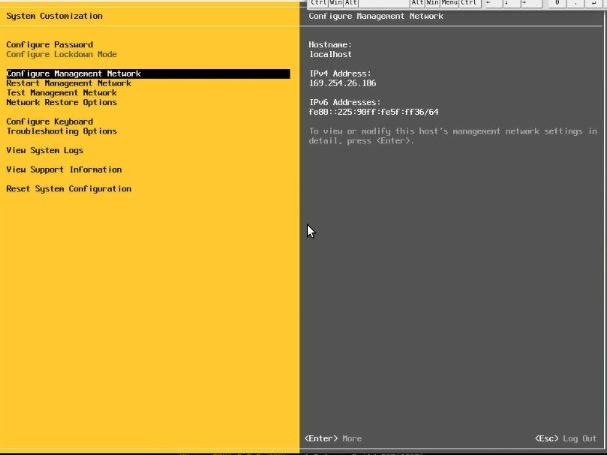 Ctrl Win Alt Alt Win Menu Ctrl ← ↓ → 0 . ↵
System Customization
Configure Password
Configure Lockdown Mode
Configure Management Network
Restart Management Network
Test Management Network
Network Restore Options
Configure Keyboard
Troubleshooting Options
View System Logs
View Support Information
Reset System Configuration
Configure Management Network
Hostname:
localhost
IPv4 Address:
169.254.26.186
IPv6 Addresses:
fe80::225:90ff:fe5f:ff36/64
To view or modify this host's management network settings in
detail, press <Enter>.
<Enter> More
<Esc> Log Out